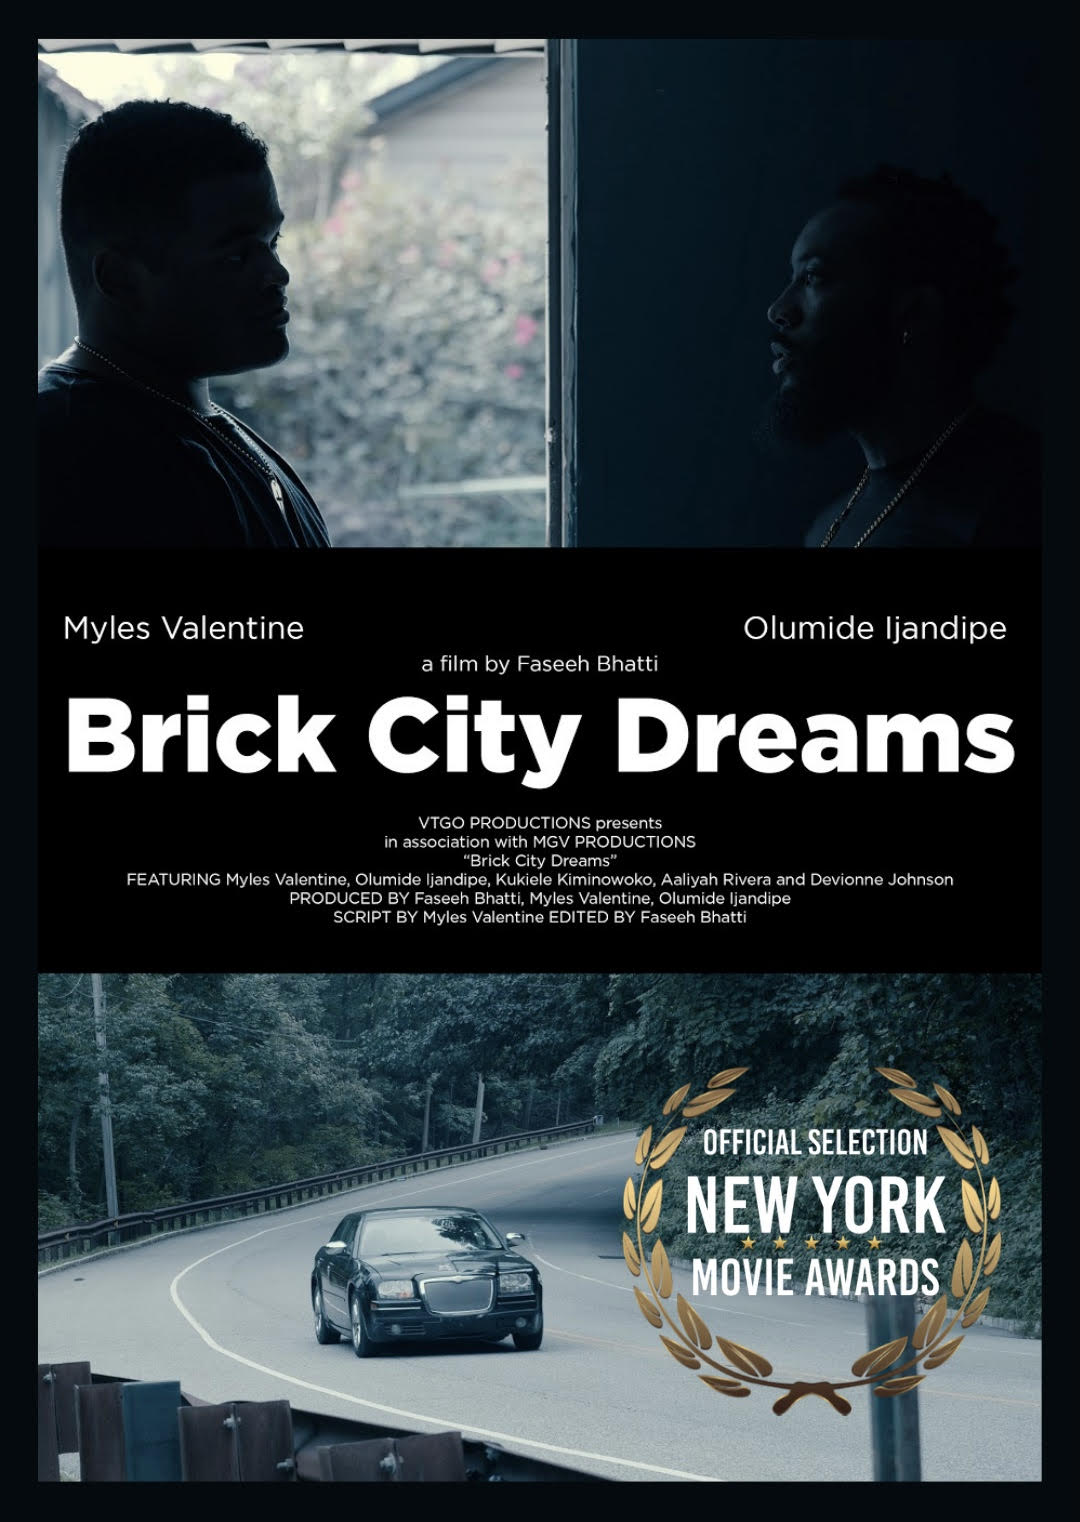 Myles Valentine
Olumide Ijandipe
a film by Faseeh Bhatti
Brick City Dreams
VTGO PRODUCTIONS presents
in association with MGV PRODUCTIONS
“Brick City Dreams”
FEATURING Myles Valentine, Olumide Ijandipe, Kukiele Kiminowoko, Aaliyah Rivera and Devionne Johnson
PRODUCED BY Faseeh Bhatti, Myles Valentine, Olumide Ijandipe
SCRIPT BY Myles Valentine EDITED BY Faseeh Bhatti
OFFICIAL SELECTION
NEW YORK
MOVIE AWARDS